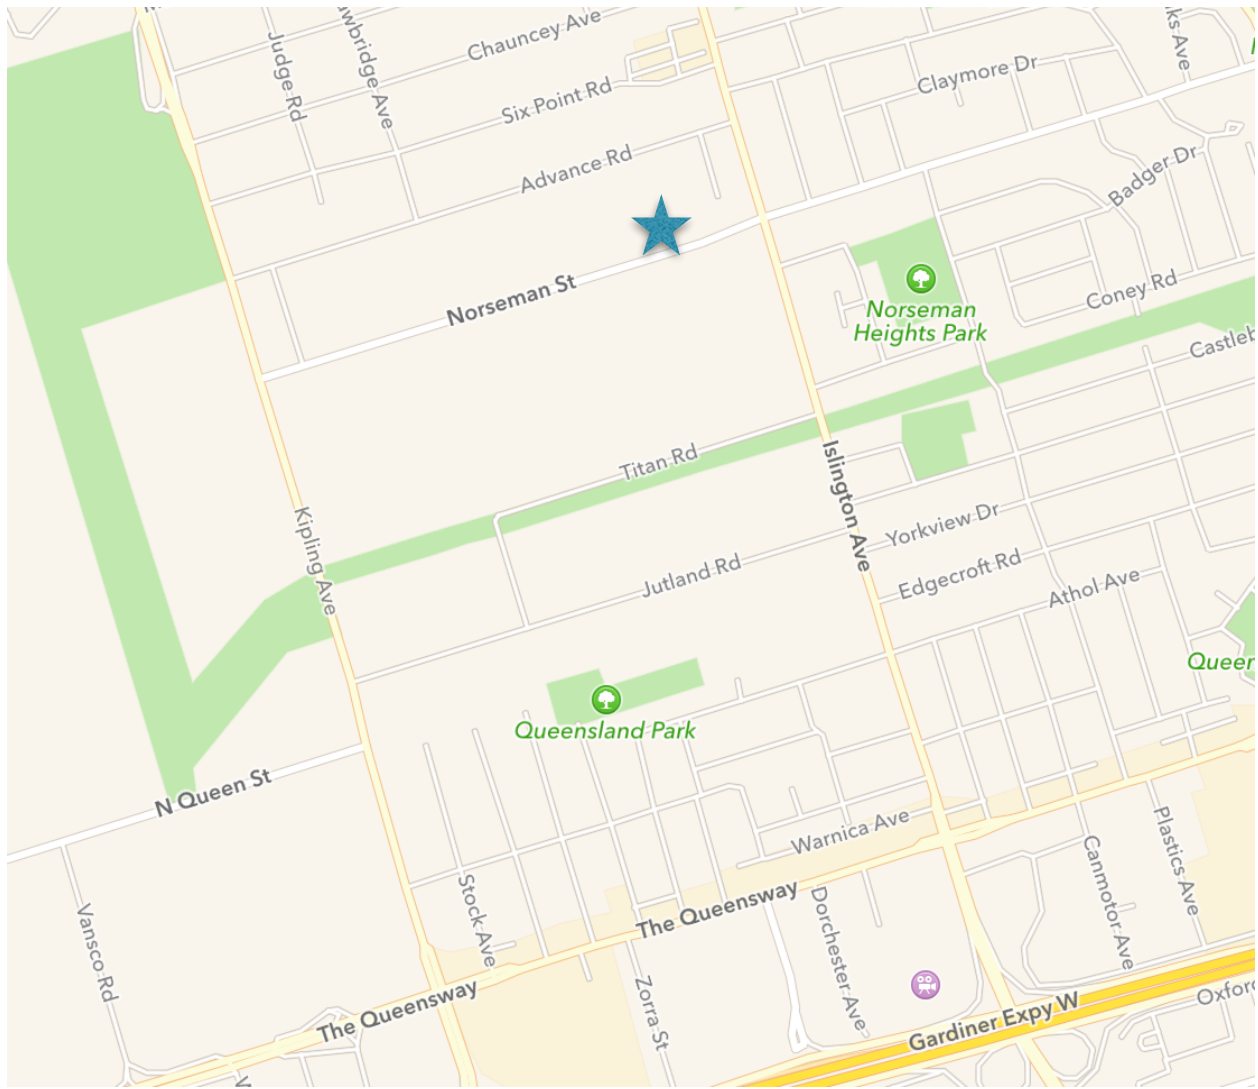 Chauncey Ave
Judge Rd
Six Point Rd
Claymore Dr
Advance Rd
Badger Dr
Norseman St
Norseman
Heights Park
Coney Rd
Titan Rd
Islington Ave
Kipling Ave
Yorkview Dr
Jutland Rd
Edgecroft Rd
Athol Ave
Queensland Park
N Queen St
Warnica Ave
Plastics Ave
Canmotor Ave
Stock Ave
The Queensway
Dorchester Ave
Vansco Rd
Zorra St
The Queensway
Gardiner Expy W